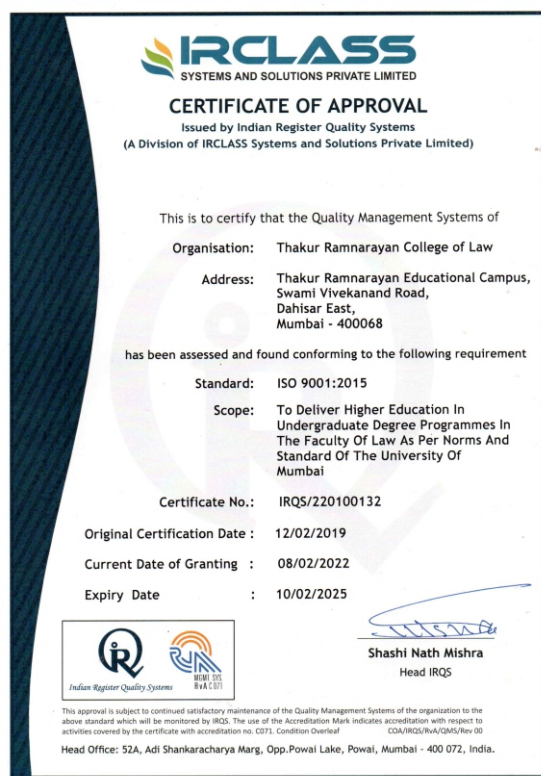 IRCLASS
SYSTEMS AND SOLUTIONS PRIVATE LIMITED
CERTIFICATE OF APPROVAL
Issued by Indian Register Quality Systems
(A Division of IRCLASS Systems and Solutions Private Limited)
This is to certify that the Quality Management Systems of
Organisation: Thakur Ramnarayan College of Law
Address: Thakur Ramnarayan Educational Campus,
Swami Vivekanand Road,
Dahisar East,
Mumbai - 400068
has been assessed and found conforming to the following requirement
Standard: ISO 9001:2015
Scope: To Deliver Higher Education In
Undergraduate Degree Programmes In
The Faculty Of Law As Per Norms And
Standard Of The University Of
Mumbai
Certificate No.: IRQS/220100132
Original Certification Date : 12/02/2019
Current Date of Granting : 08/02/2022
Expiry Date : 10/02/2025
Shashi Nath Mishra
Head IRQS
IR
Indian Register Quality Systems
RvA
MGMT. SYS.
RvA C 071
This approval is subject to continued satisfactory maintenance of the Quality Management Systems of the organization to the
above standard which will be monitored by IRQS. The use of the Accreditation Mark indicates accreditation with respect to
activities covered by the certificate with accreditation no. C071. Condition Overleaf COA/IRQS/RvA/QMS/Rev 00
Head Office: 52A, Adi Shankaracharya Marg, Opp.Powai Lake, Powai, Mumbai - 400 072, India.